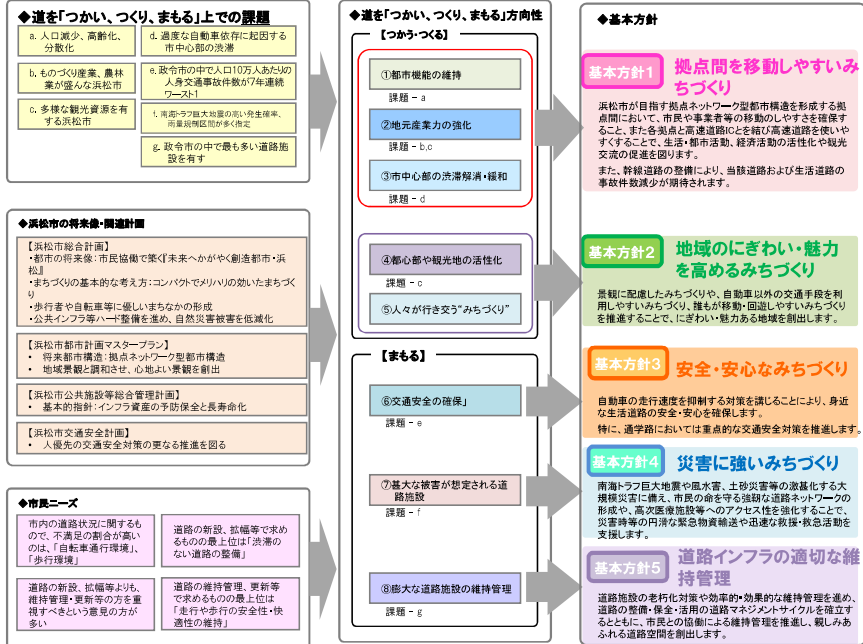 ◆道を「つかい、つくり、まもる」上での課題
a. 人口減少、高齢化、
分散化
b. ものづくり産業、農林
業が盛んな浜松市
c. 多様な観光資源を有
する浜松市
d. 過度な自動車依存に起因する
市中心部の渋滞
e. 政令市の中で人口10万人あたりの
人身交通事故件数が7年連続
ワースト1
f. 南海トラフ巨大地震の高い発生確率、
雨量規制区間が多く指定
g. 政令市の中で最も多い道路施
設を有す
◆浜松市の将来像・関連計画
【浜松市総合計画】
・都市の将来像:市民協働で築く『未来へかがやく創造都市・浜
松』
・まちづくりの基本的な考え方:コンパクトでメリハリの効いたまちづく
り
・歩行者や自転車等に優しいまちなかの形成
・公共インフラ等ハード整備を進め、自然災害被害を低減化
【浜松市都市計画マスタープラン】
• 将来都市構造:拠点ネットワーク型都市構造
• 地域景観と調和させ、心地よい景観を創出
【浜松市公共施設等総合管理計画】
• 基本的指針:インフラ資産の予防保全と長寿命化
【浜松市交通安全計画】
• 人優先の交通安全対策の更なる推進を図る
◆市民ニーズ
市内の道路状況に関するも
ので、不満足の割合が高い
のは、「自転車通行環境」、
「歩行環境」
道路の新設、拡幅等で求め
るものの最上位は「渋滞の
ない道路の整備」
道路の新設、拡幅等よりも、
維持管理・更新等の方を重
視すべきという意見の方が
多い
道路の維持管理、更新等
で求めるものの最上位は
「走行や歩行の安全性・快
適性の維持」
◆道を「つかい、つくり、まもる」方向性
【つかう・つくる】
①都市機能の維持
課題‐a
②地元産業力の強化
課題‐b,c
③市中心部の渋滞解消・緩和
課題‐d
④都心部や観光地の活性化
課題‐c
⑤人々が行き交う“みちづくり”
【まもる】
⑥交通安全の確保」
課題‐e
⑦甚大な被害が想定される道
路施設
課題‐f
⑧膨大な道路施設の維持管理
課題‐g
◆基本方針
基本方針1
拠点間を移動しやすいみ
ちづくり
浜松市が目指す拠点ネットワーク型都市構造を形成する拠
点間において、市民や事業者等の移動のしやすさを確保す
ること、また各拠点と高速道路ICとを結び高速道路を使いや
すくすることで、生活・都市活動、経済活動の活性化や観光
交流の促進を図ります。
また、幹線道路の整備により、当該道路および生活道路の
事故件数減少が期待されます。
基本方針2
地域のにぎわい・魅力
を高めるみちづくり
景観に配慮したみちづくりや、自動車以外の交通手段を利
用しやすいみちづくり、誰もが移動・回遊しやすいみちづくり
を推進することで、にぎわい・魅力ある地域を創出します。
基本方針3
安全・安心なみちづくり
自動車の走行速度を抑制する対策を講じることにより、身近
な生活道路の安全・安心を確保します。
特に、通学路においては重点的な交通安全対策を推進します。
基本方針4
災害に強いみちづくり
南海トラフ巨大地震や風水害、土砂災害等の激甚化する大
規模災害に備え、市民の命を守る強靭な道路ネットワークの
形成や、高次医療施設等へのアクセス性を強化することで、
災害時等の円滑な緊急物資輸送や迅速な救援・救急活動を
支援します。
基本方針5
道路インフラの適切な維
持管理
道路施設の老朽化対策や効率的・効果的な維持管理を進め、
道路の整備・保全・活用の道路マネジメントサイクルを確立す
るとともに、市民との協働による維持管理を推進し、親しみあ
ふれる道路空間を創出します。